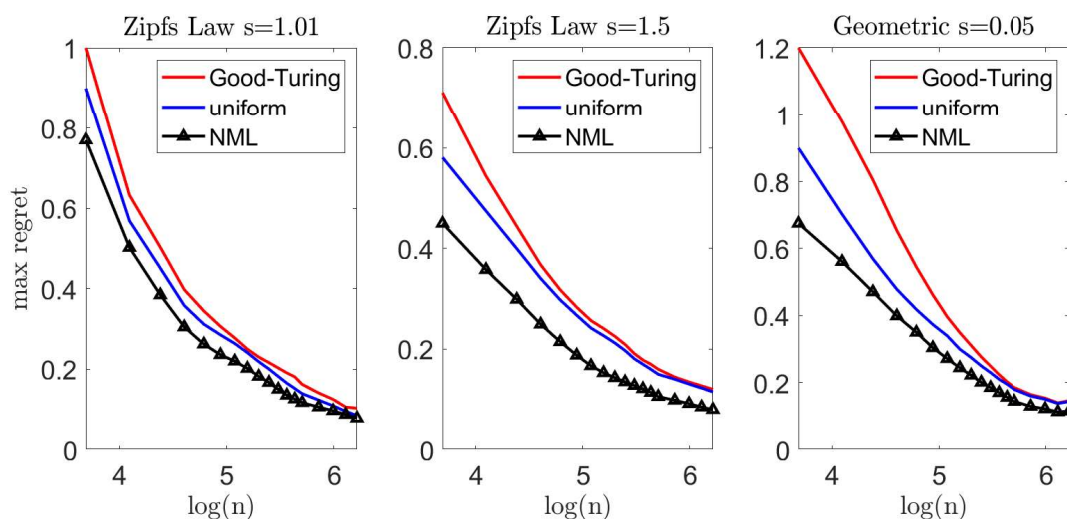 Zipfs Law s=1.01
Zipfs Law s=1.5
Geometric s=0.05
1
0.8
0.6
0.4
0.2
0
4
5
6
log(n)
max regret
Good-Turing
uniform
NML
0.8
0.6
0.4
0.2
0
4
5
6
log(n)
Good-Turing
uniform
NML
1.2
1
0.8
0.6
0.4
0.2
0
4
5
6
log(n)
Good-Turing
uniform
NML